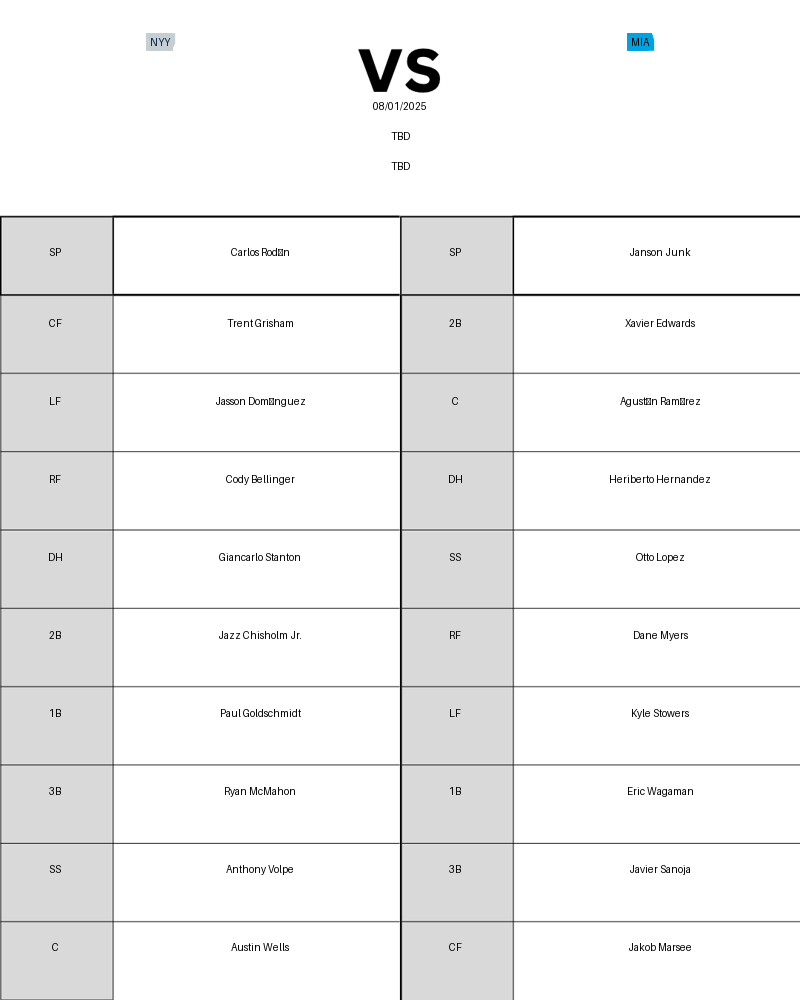 NYY
MIA
VS
08/01/2025
TBD
TBD
SP Carlos Rod☒n SP Janson Junk
CF Trent Grisham 2B Xavier Edwards
LF Jasson Dom☒nguez C Agust☒n Ram☒rez
RF Cody Bellinger DH Heriberto Hernandez
DH Giancarlo Stanton SS Otto Lopez
2B Jazz Chisholm Jr. RF Dane Myers
1B Paul Goldschmidt LF Kyle Stowers
3B Ryan McMahon 1B Eric Wagaman
SS Anthony Volpe 3B Javier Sanoja
C Austin Wells CF Jakob Marsee